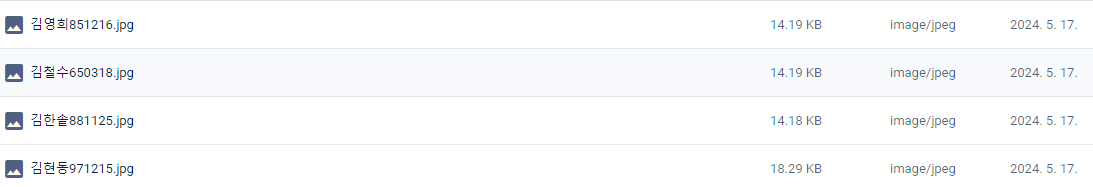 김영희851216.jpg 14.19 KB image/jpeg 2024. 5. 17.
김철수650318.jpg 14.19 KB image/jpeg 2024. 5. 17.
김한솔881125.jpg 14.18 KB image/jpeg 2024. 5. 17.
김현동971215.jpg 18.29 KB image/jpeg 2024. 5. 17.